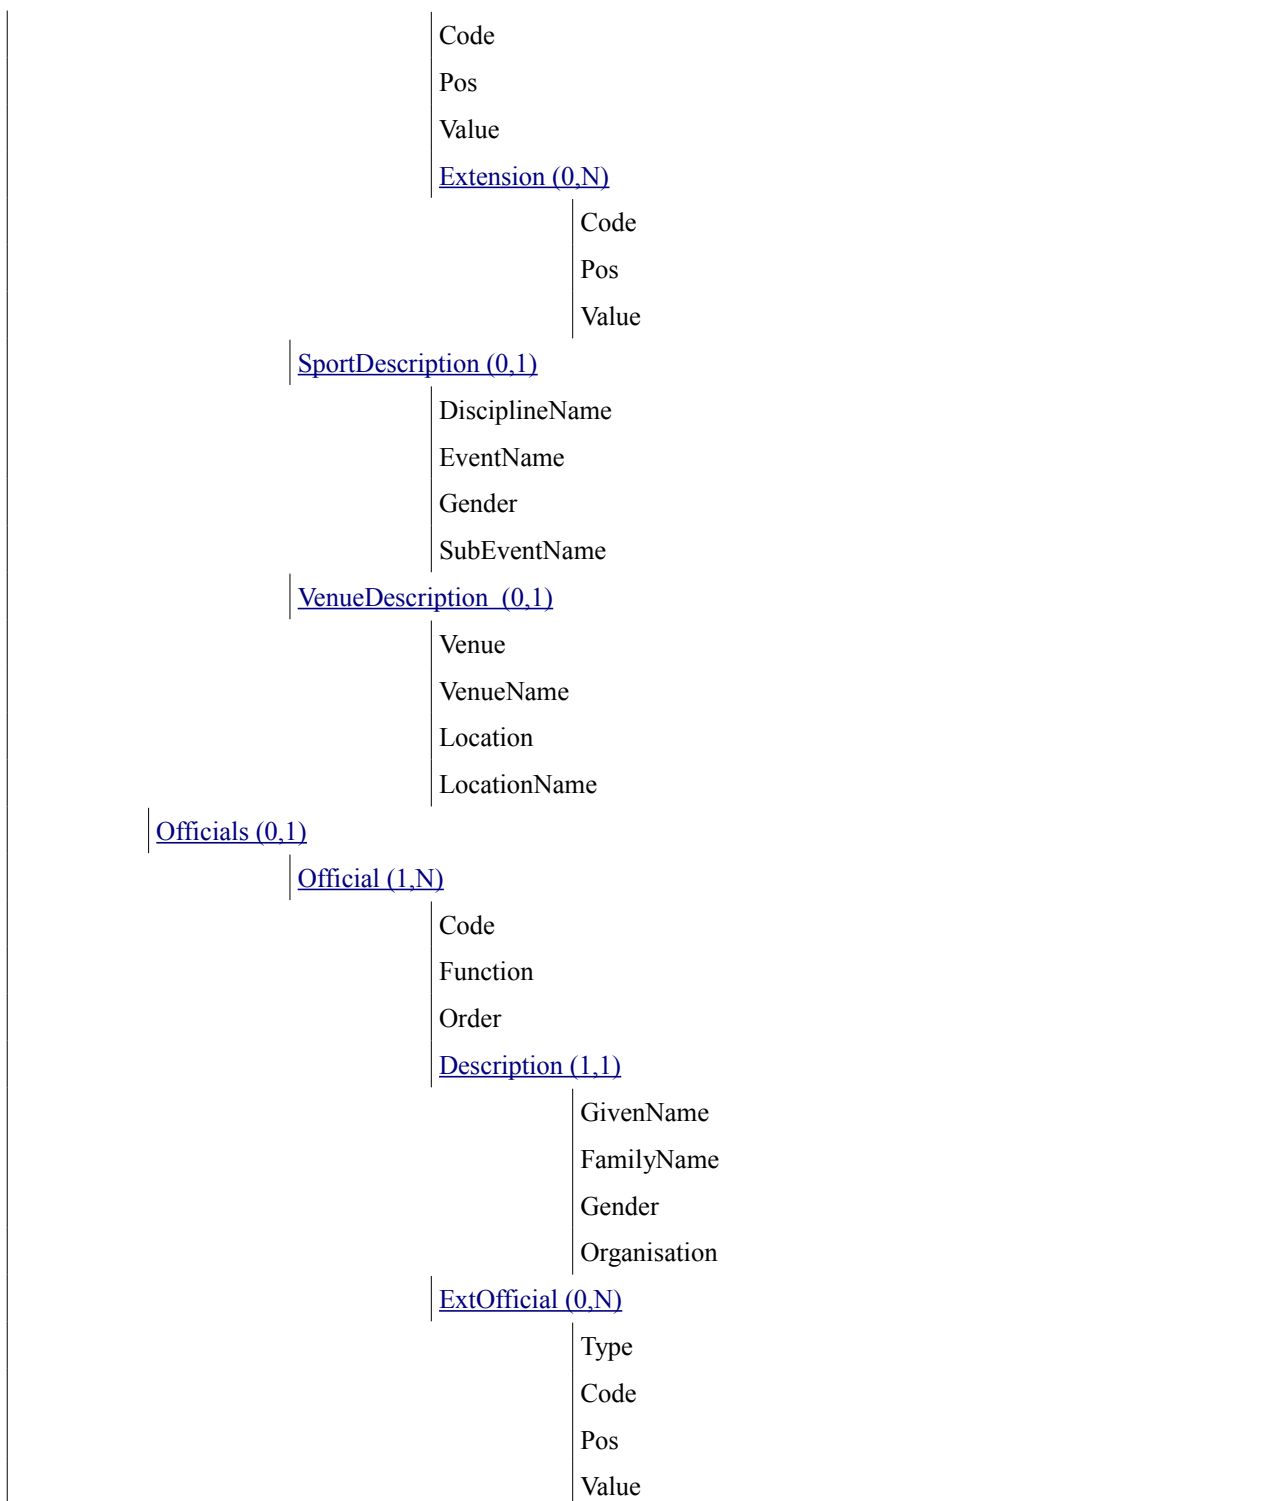 Code
Pos
Value
Extension (0,N)
Code
Pos
Value
SportDescription (0,1)
DisciplineName
EventName
Gender
SubEventName
VenueDescription  (0,1)
Venue
VenueName
Location
LocationName
Officials (0,1)
Official (1,N)
Code
Function
Order
Description (1,1)
GivenName
FamilyName
Gender
Organisation
ExtOfficial (0,N)
Type
Code
Pos
Value